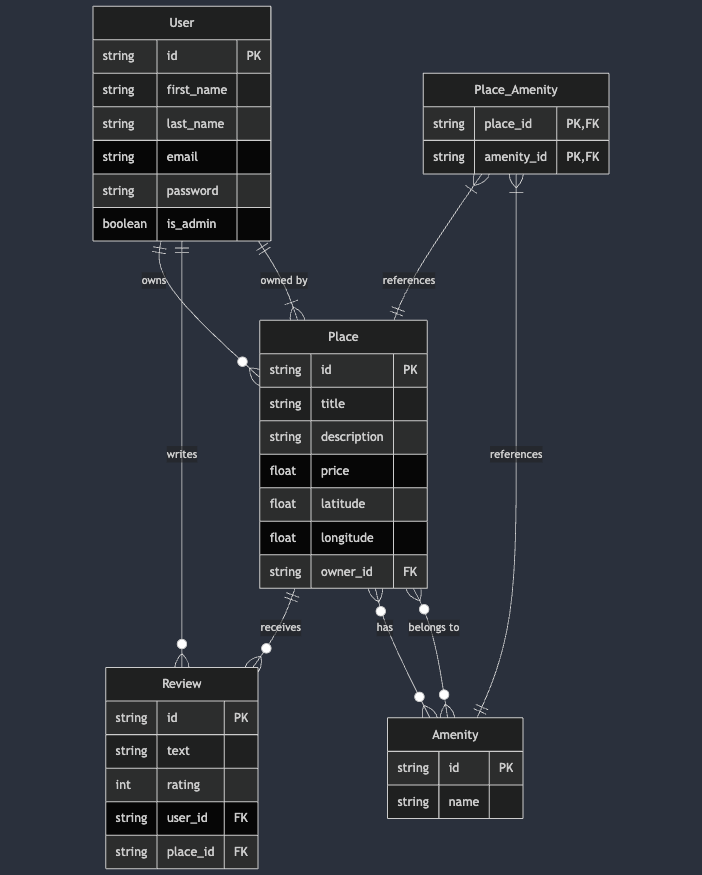 User
string id PK
string first_name
string last_name
string email
string password
boolean is_admin
Place_Amenity
string place_id PK,FK
string amenity_id PK,FK
owns
owned by
references
Place
string id PK
string title
string description
float price
float latitude
float longitude
string owner_id FK
writes
references
receives
has
belongs to
Review
string id PK
string text
int rating
string user_id FK
string place_id FK
Amenity
string id PK
string name